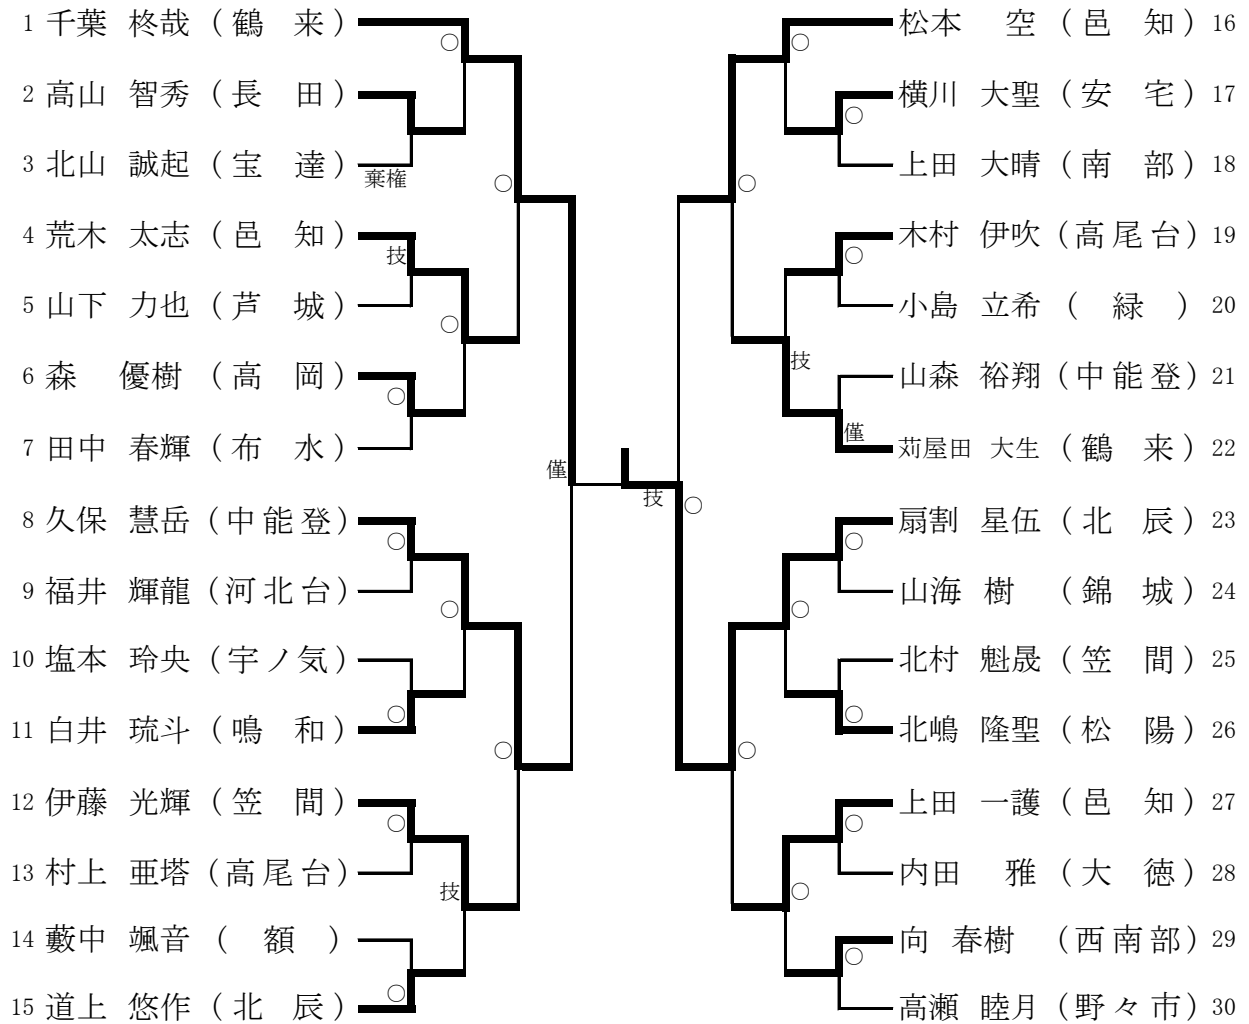 1 千葉 柊哉 (鶴 来)
○
2 高山 智秀 (長 田)
3 北山 誠起 (宝 達)
棄権
○
4 荒木 太志 (邑 知)
技
5 山下 力也 (芦 城)
○
6 森 優樹 (高 岡)
○
7 田中 春輝 (布 水)
僅
8 久保 慧岳 (中能登)
○
9 福井 輝龍 (河北台)
○
10 塩本 玲央 (宇ノ気)
○
11 白井 琉斗 (鳴 和)
○
12 伊藤 光輝 (笠 間)
○
13 村上 亜塔 (高尾台)
技
14 藪中 颯音 ( 額 )
○
15 道上 悠作 (北 辰)
技
○
松本 空 (邑 知) 16
○
横川 大聖 (安 宅) 17
○
上田 大晴 (南 部) 18
○
木村 伊吹 (高尾台) 19
○
小島 立希 ( 緑 ) 20
技
山森 裕翔 (中能登) 21
僅
苅屋田 大生 (鶴 来) 22
扇割 星伍 (北 辰) 23
○
山海 樹 (錦 城) 24
○
北村 魁晟 (笠 間) 25
○
北嶋 隆聖 (松 陽) 26
○
上田 一護 (邑 知) 27
○
内田 雅 (大 徳) 28
○
向 春樹 (西南部) 29
○
高瀬 睦月 (野々市) 30